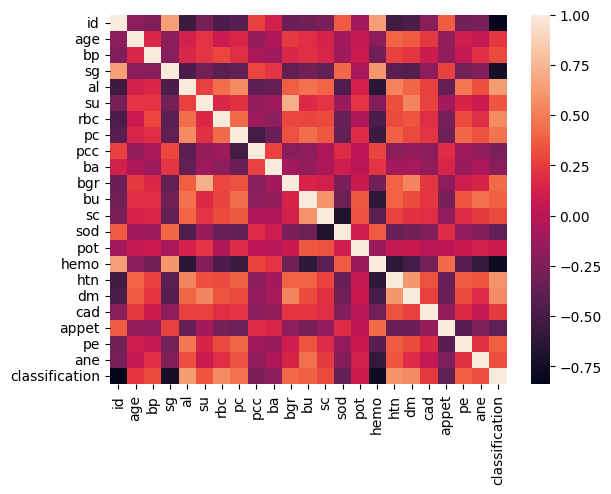 id
age
bp
sg
al
su
rbc
pc
pcc
ba
bgr
bu
sc
sod
pot
hemo
htn
dm
cad
appet
pe
ane
classification
id
age
bp
sg
al
su
rbc
pc
pcc
ba
bgr
bu
sc
sod
pot
hemo
htn
dm
cad
appet
pe
ane
classification
1.00
0.75
0.50
0.25
0.00
−0.25
−0.50
−0.75